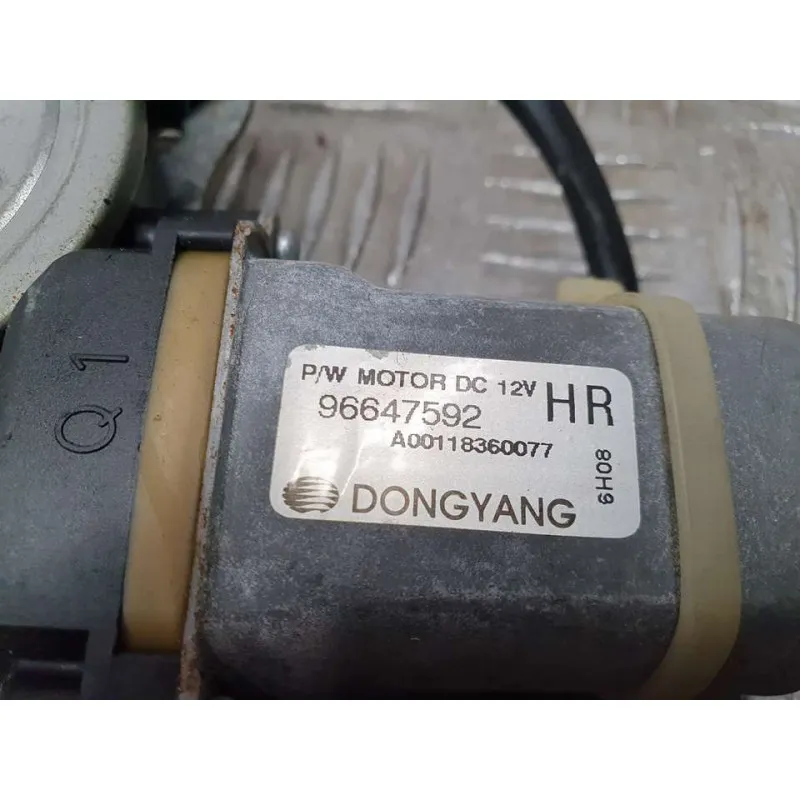 Q1
P/W MOTOR DC 12V
96647592 HR
A00118360077
6H08
DONGYANG